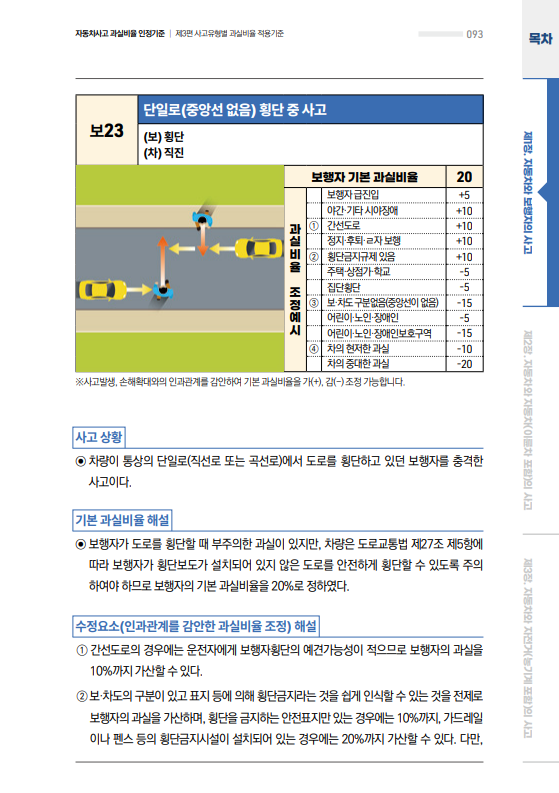 자동차사고 과실비율 인정기준 | 제3편 사고유형별 과실비율 적용기준
093
목차
보23
단일로(중앙선 없음) 횡단 중 사고
(보) 횡단
(차) 직진
보행자 기본 과실비율 20
과실비율 조정예시
보행자 급진입 +5
야간·기타 시야장애 +10
① 간선도로 +10
정지·후퇴·ㄹ자 보행 +10
② 횡단금지규제 있음 +10
주택·상점가·학교 -5
집단횡단 -5
③ 보·차도 구분없음(중앙선이 없음) -15
어린이·노인·장애인 -5
어린이·노인·장애인보호구역 -15
④ 차의 현저한 과실 -10
차의 중대한 과실 -20
※사고발생, 손해확대와의 인과관계를 감안하여 기본 과실비율을 가(+), 감(-) 조정 가능합니다.
사고 상황
◉ 차량이 통상의 단일로(직선로 또는 곡선로)에서 도로를 횡단하고 있던 보행자를 충격한
사고이다.
기본 과실비율 해설
◉ 보행자가 도로를 횡단할 때 부주의한 과실이 있지만, 차량은 도로교통법 제27조 제5항에
따라 보행자가 횡단보도가 설치되어 있지 않은 도로를 안전하게 횡단할 수 있도록 주의
하여야 하므로 보행자의 기본 과실비율을 20%로 정하였다.
수정요소(인과관계를 감안한 과실비율 조정) 해설
① 간선도로의 경우에는 운전자에게 보행자횡단의 예견가능성이 적으므로 보행자의 과실을
10%까지 가산할 수 있다.
② 보·차도의 구분이 있고 표지 등에 의해 횡단금지라는 것을 쉽게 인식할 수 있는 것을 전제로
보행자의 과실을 가산하며, 횡단을 금지하는 안전표지만 있는 경우에는 10%까지, 가드레일
이나 펜스 등의 횡단금지시설이 설치되어 있는 경우에는 20%까지 가산할 수 있다. 다만,
제1장. 자동차와 보행자의 사고
제2장. 자동차와 자동차(이륜차 포함)의 사고
제3장. 자동차와 자전거(농기계 포함)의 사고